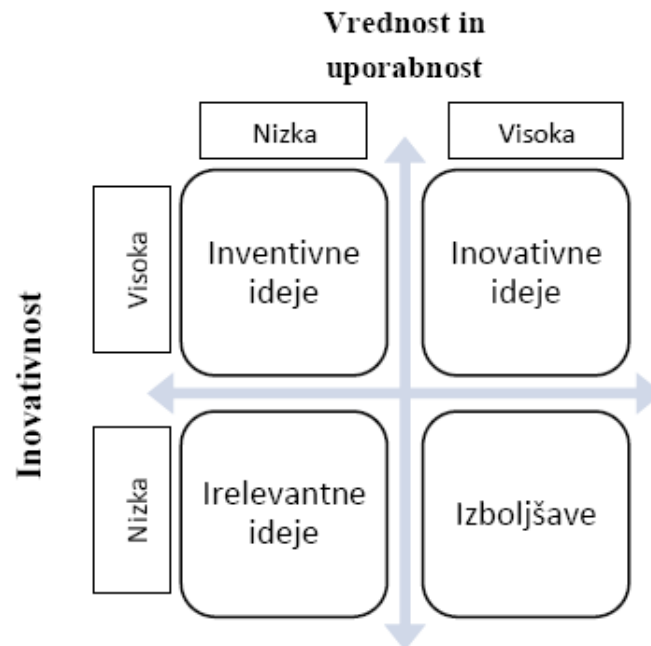 Vrednost in
uporabnost
Nizka
Visoka
Inovativnost
Visoka
Inventivne
ideje
Inovativne
ideje
Nizka
Irelevantne
ideje
Izboljšave